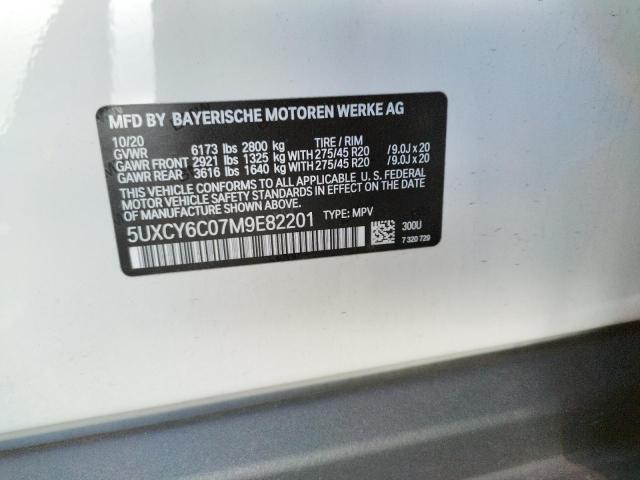 MFD BY BAYERISCHE MOTOREN WERKE AG
10/20 TIRE / RIM
GVWR 6173 lbs 2800 kg
GAWR FRONT 2921 lbs 1325 kg WITH 275/45 R20 / 9.0J x 20
GAWR REAR 3616 lbs 1640 kg WITH 275/45 R20 / 9.0J x 20
THIS VEHICLE CONFORMS TO ALL APPLICABLE U. S. FEDERAL
MOTOR VEHICLE SAFETY STANDARDS IN EFFECT ON THE DATE OF
MANUFACTURE SHOWN ABOVE.
5UXCY6C07M9E82201 TYPE: MPV
300U
7 320 729